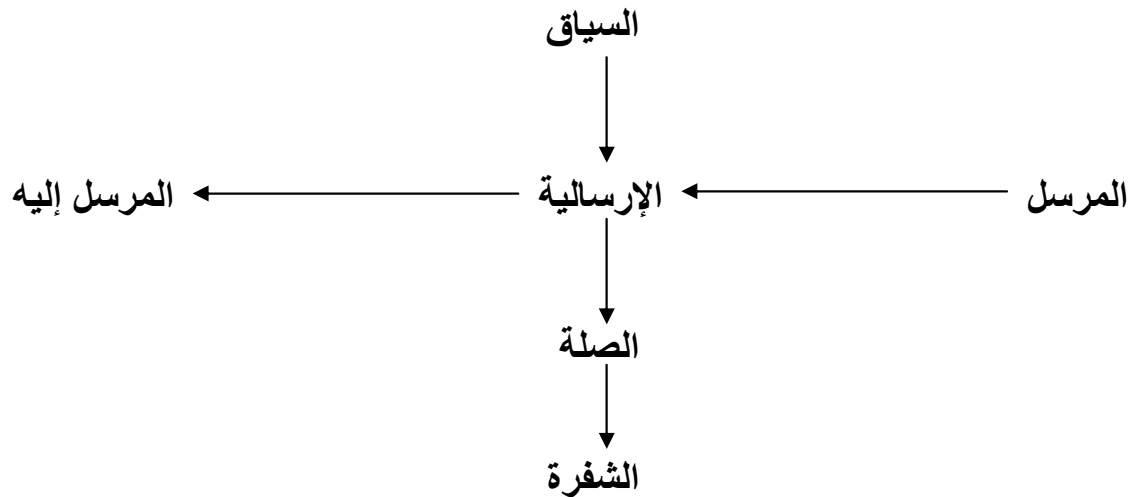 السياق
المرسل الإرسالية المرسل إليه
الصلة
الشفرة